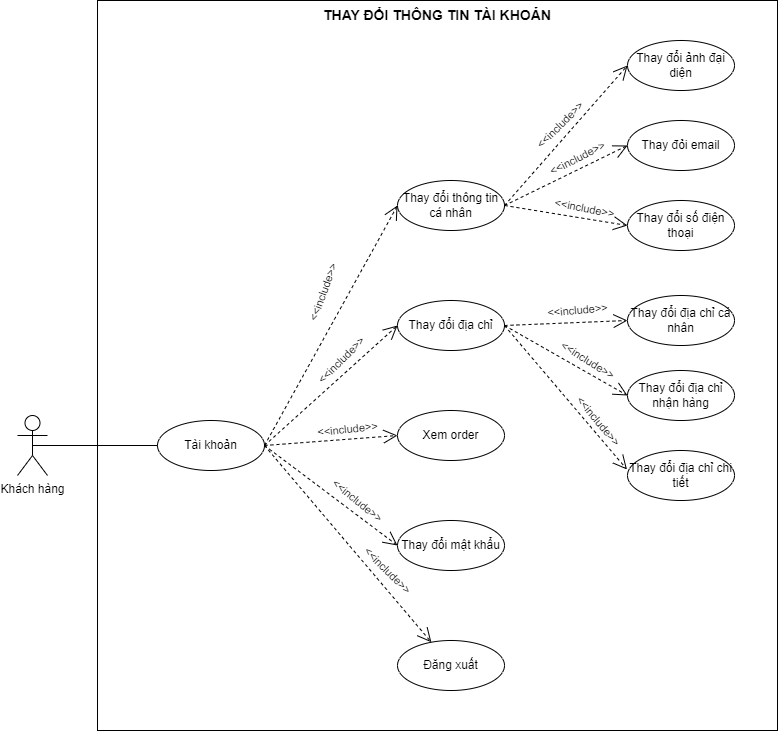 THAY ĐỔI THÔNG TIN TÀI KHOẢN
Thay đổi ảnh đại
diện
<<include>>
Thay đỏi email
<<include>>
Thay đổi thông tin
cá nhân
<<include>>
Thay đổi số điện
thoại
<<include>>
Thay đổi địa chỉ
<<include>>
Thay đổi địa chỉ cá
nhân
<<include>>
<<include>>
Thay đổi địa chỉ
nhận hàng
<<include>>
Thay đổi địa chỉ chi
tiết
Khách hàng
Tài khoản
<<include>>
Xem order
<<include>>
Thay đổi mật khẩu
<<include>>
Đăng xuất